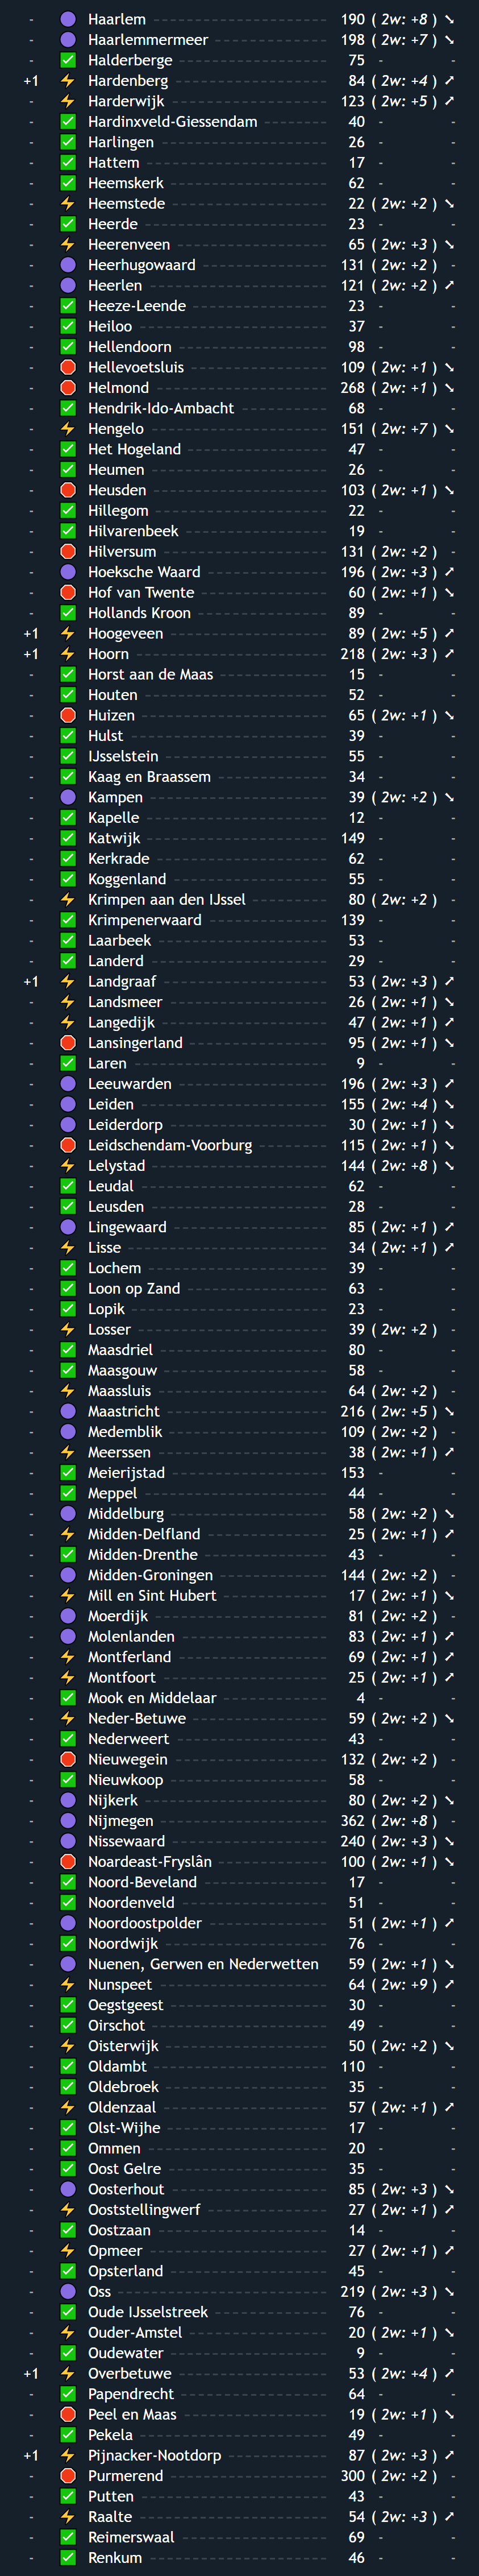 - Haarlem 190 ( 2w: +8 ) ➘
- Haarlemmermeer 198 ( 2w: +7 ) ➘
- Halderberge 75 - -
+1 Hardenberg 84 ( 2w: +4 ) ➚
- Harderwijk 123 ( 2w: +5 ) ➚
- Hardinxveld-Giessendam 40 - -
- Harlingen 26 - -
- Hattem 17 - -
- Heemskerk 62 - -
- Heemstede 22 ( 2w: +2 ) ➘
- Heerde 23 - -
- Heerenveen 65 ( 2w: +3 ) ➘
- Heerhugowaard 131 ( 2w: +2 ) -
- Heerlen 121 ( 2w: +2 ) ➚
- Heeze-Leende 23 - -
- Heiloo 37 - -
- Hellendoorn 98 - -
- Hellevoetsluis 109 ( 2w: +1 ) ➘
- Helmond 268 ( 2w: +1 ) ➘
- Hendrik-Ido-Ambacht 68 - -
- Hengelo 151 ( 2w: +7 ) ➘
- Het Hogeland 47 - -
- Heumen 26 - -
- Heusden 103 ( 2w: +1 ) ➘
- Hillegom 22 - -
- Hilvarenbeek 19 - -
- Hilversum 131 ( 2w: +2 ) -
- Hoeksche Waard 196 ( 2w: +3 ) ➚
- Hof van Twente 60 ( 2w: +1 ) ➘
- Hollands Kroon 89 - -
+1 Hoogeveen 89 ( 2w: +5 ) ➚
+1 Hoorn 218 ( 2w: +3 ) ➚
- Horst aan de Maas 15 - -
- Houten 52 - -
- Huizen 65 ( 2w: +1 ) ➘
- Hulst 39 - -
- IJsselstein 55 - -
- Kaag en Braassem 34 - -
- Kampen 39 ( 2w: +2 ) ➘
- Kapelle 12 - -
- Katwijk 149 - -
- Kerkrade 62 - -
- Koggenland 55 - -
- Krimpen aan den IJssel 80 ( 2w: +2 ) -
- Krimpenerwaard 139 - -
- Laarbeek 53 - -
- Landerd 29 - -
+1 Landgraaf 53 ( 2w: +3 ) ➚
- Landsmeer 26 ( 2w: +1 ) ➘
- Langedijk 47 ( 2w: +1 ) ➚
- Lansingerland 95 ( 2w: +1 ) ➘
- Laren 9 - -
- Leeuwarden 196 ( 2w: +3 ) ➚
- Leiden 155 ( 2w: +4 ) ➘
- Leiderdorp 30 ( 2w: +1 ) ➘
- Leidschendam-Voorburg 115 ( 2w: +1 ) ➘
- Lelystad 144 ( 2w: +8 ) ➘
- Leudal 62 - -
- Leusden 28 - -
- Lingewaard 85 ( 2w: +1 ) ➚
- Lisse 34 ( 2w: +1 ) ➚
- Lochem 39 - -
- Loon op Zand 63 - -
- Lopik 23 - -
- Losser 39 ( 2w: +2 ) -
- Maasdriel 80 - -
- Maasgouw 58 - -
- Maassluis 64 ( 2w: +2 ) -
- Maastricht 216 ( 2w: +5 ) ➘
- Medemblik 109 ( 2w: +2 ) -
- Meerssen 38 ( 2w: +1 ) ➚
- Meierijstad 153 - -
- Meppel 44 - -
- Middelburg 58 ( 2w: +2 ) ➘
- Midden-Delfland 25 ( 2w: +1 ) ➚
- Midden-Drenthe 43 - -
- Midden-Groningen 144 ( 2w: +2 ) -
- Mill en Sint Hubert 17 ( 2w: +1 ) ➘
- Moerdijk 81 ( 2w: +2 ) -
- Molenlanden 83 ( 2w: +1 ) ➚
- Montferland 69 ( 2w: +1 ) ➚
- Montfoort 25 ( 2w: +1 ) ➚
- Mook en Middelaar 4 - -
- Neder-Betuwe 59 ( 2w: +2 ) ➘
- Nederweert 43 - -
- Nieuwegein 132 ( 2w: +2 ) -
- Nieuwkoop 58 - -
- Nijkerk 80 ( 2w: +2 ) ➘
- Nijmegen 362 ( 2w: +8 ) -
- Nissewaard 240 ( 2w: +3 ) ➘
- Noardeast-Fryslân 100 ( 2w: +1 ) ➘
- Noord-Beveland 17 - -
- Noordenveld 51 - -
- Noordoostpolder 51 ( 2w: +1 ) ➚
- Noordwijk 76 - -
- Nuenen, Gerwen en Nederwetten 59 ( 2w: +1 ) ➘
- Nunspeet 64 ( 2w: +9 ) ➚
- Oegstgeest 30 - -
- Oirschot 49 - -
- Oisterwijk 50 ( 2w: +2 ) ➘
- Oldambt 110 - -
- Oldebroek 35 - -
- Oldenzaal 57 ( 2w: +1 ) ➚
- Olst-Wijhe 17 - -
- Ommen 20 - -
- Oost Gelre 35 - -
- Oosterhout 85 ( 2w: +3 ) ➘
- Ooststellingwerf 27 ( 2w: +1 ) ➚
- Oostzaan 14 - -
- Opmeer 27 ( 2w: +1 ) ➚
- Opsterland 45 - -
- Oss 219 ( 2w: +3 ) ➘
- Oude IJsselstreek 76 - -
- Ouder-Amstel 20 ( 2w: +1 ) ➘
- Oudewater 9 - -
+1 Overbetuwe 53 ( 2w: +4 ) ➚
- Papendrecht 64 - -
- Peel en Maas 19 ( 2w: +1 ) ➘
- Pekela 49 - -
+1 Pijnacker-Nootdorp 87 ( 2w: +3 ) ➚
- Purmerend 300 ( 2w: +2 ) -
- Putten 43 - -
- Raalte 54 ( 2w: +3 ) ➚
- Reimerswaal 69 - -
- Renkum 46 - -